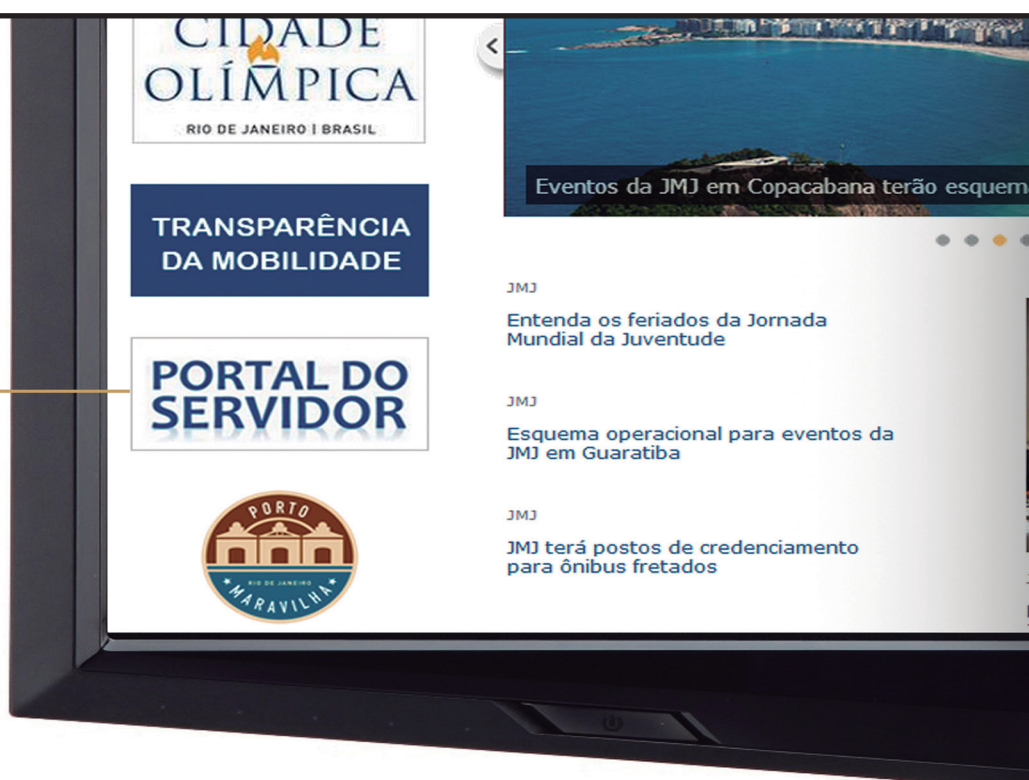 CIDADE
OLÍMPICA
RIO DE JANEIRO | BRASIL
TRANSPARÊNCIA
DA MOBILIDADE
PORTAL DO
SERVIDOR
PORTO
RIO DE JANEIRO
MARAVILHA
Eventos da JMJ em Copacabana terão esquema
JMJ
Entenda os feriados da Jornada
Mundial da Juventude
JMJ
Esquema operacional para eventos da
JMJ em Guaratiba
JMJ
JMJ terá postos de credenciamento
para ônibus fretados